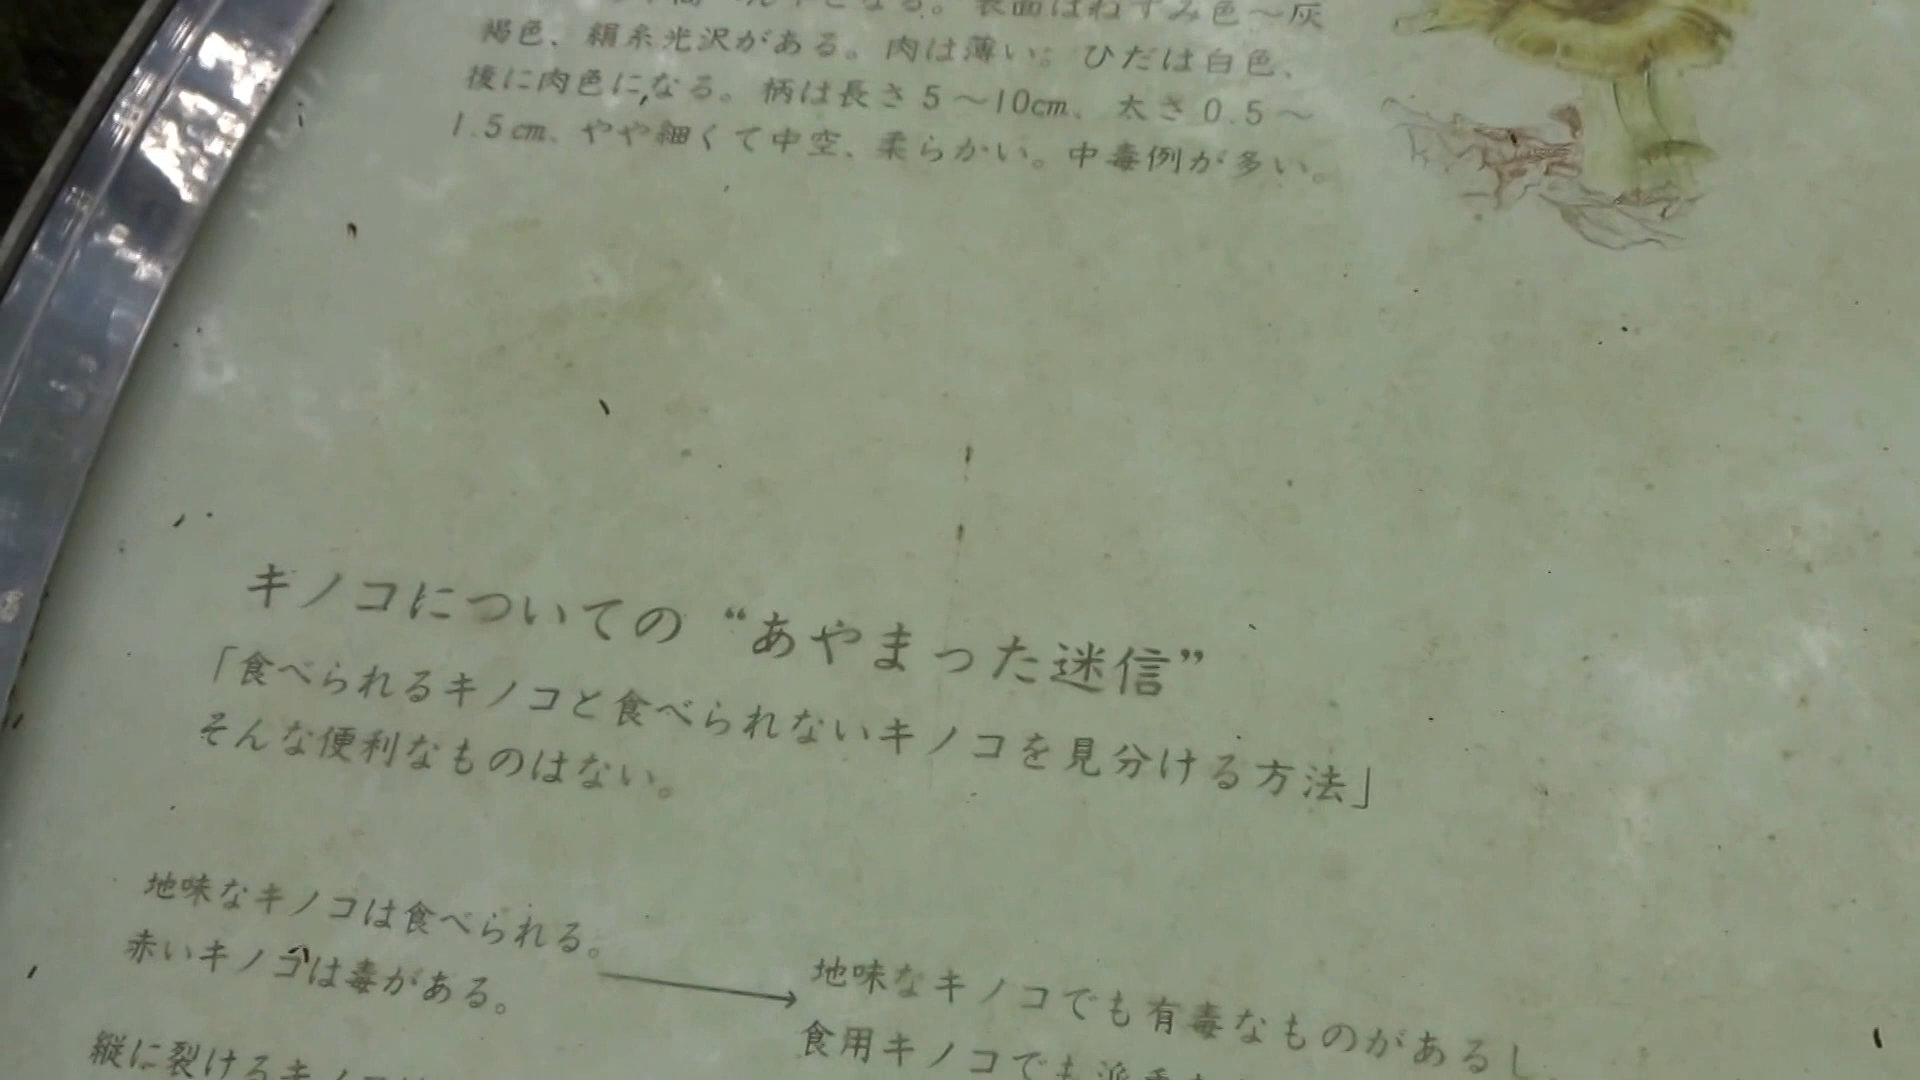 となる。表面はねずみ色〜灰
褐色、絹糸光沢がある。肉は薄い。ひだは白色、
後に肉色になる。柄は長さ5〜10cm、太さ0.5〜
1.5cm、やや細くて中空、柔らかい。中毒例が多い。
キノコについての“あやまった迷信”
「食べられるキノコと食べられないキノコを見分ける方法」
そんな便利なものはない。
地味なキノコは食べられる。
赤いキノコは毒がある。
地味なキノコでも有毒なものがあるし、
食用キノコでも派手
縦に裂けるキノコ